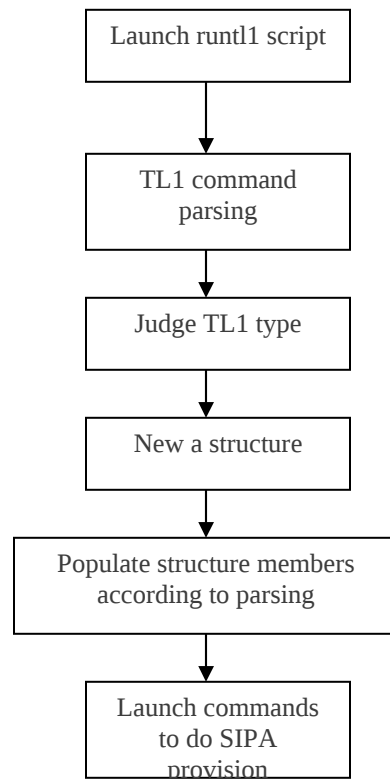 Launch runtl1 script
TL1 command
parsing
Judge TL1 type
New a structure
Populate structure members
according to parsing
Launch commands
to do SIPA
provision